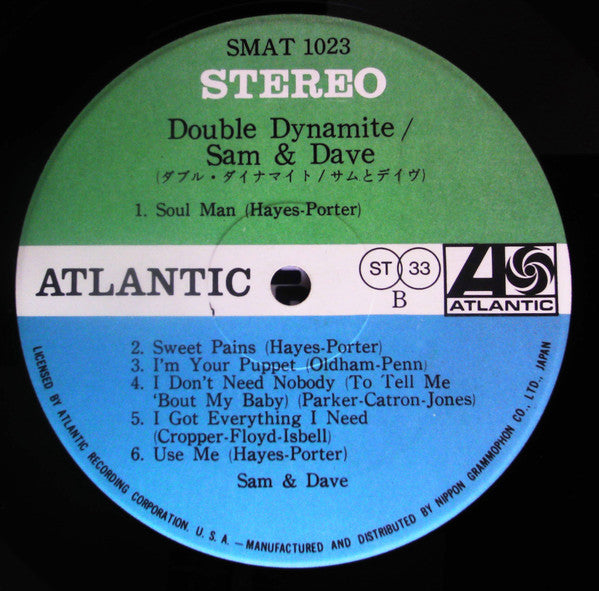 SMAT 1023
STEREO
Double Dynamite /
Sam & Dave
(ダブル・ダイナマイト / サムとデイヴ)
1. Soul Man (Hayes-Porter)
ATLANTIC
ST 33
B
ATLANTIC
2. Sweet Pains (Hayes-Porter)
3. I'm Your Puppet (Oldham-Penn)
4. I Don't Need Nobody (To Tell Me
'Bout My Baby) (Parker-Catron-Jones)
5. I Got Everything I Need
(Cropper-Floyd-Isbell)
6. Use Me (Hayes-Porter)
Sam & Dave
LICENSED BY ATLANTIC RECORDING CORPORATION. U. S. A. — MANUFACTURED AND DISTRIBUTED BY NIPPON GRAMMOPHON CO., LTD., JAPAN